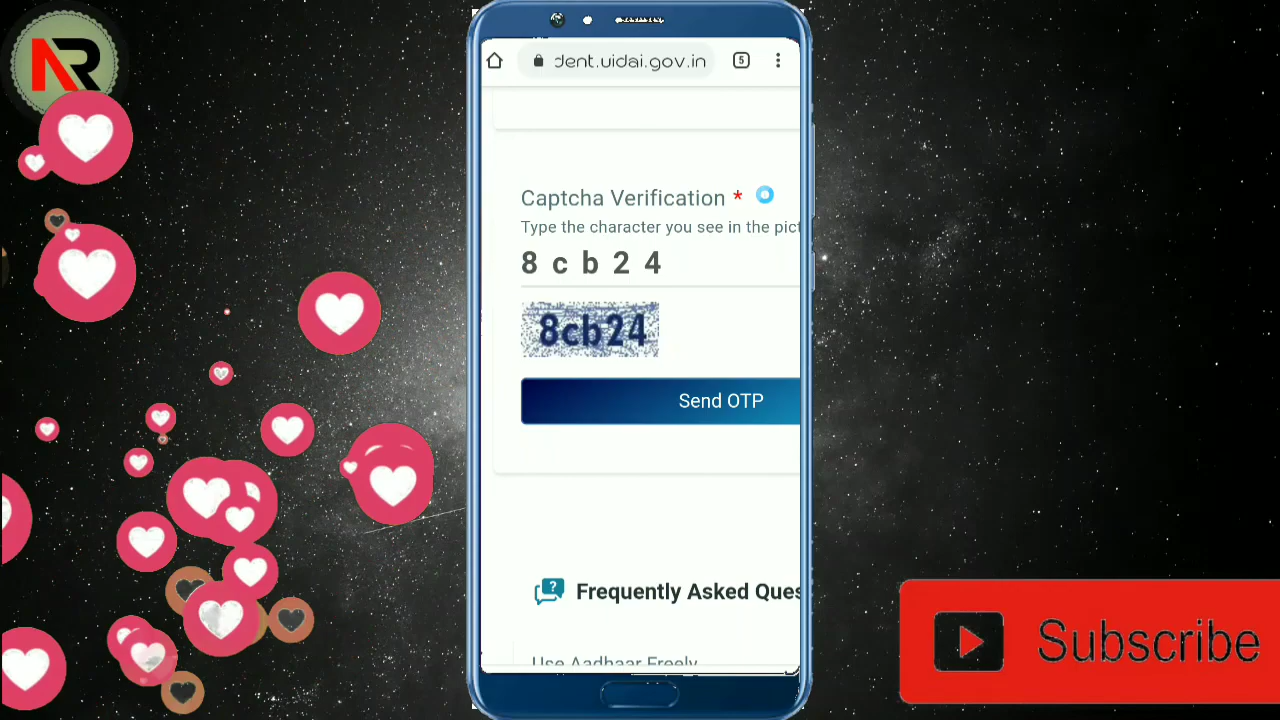 NR
dent.uidai.gov.in
5
Captcha Verification *
Type the character you see in the pict
8 c b 2 4
8cb24
Send OTP
Frequently Asked Ques
Use Aadhaar Freely
Subscribe